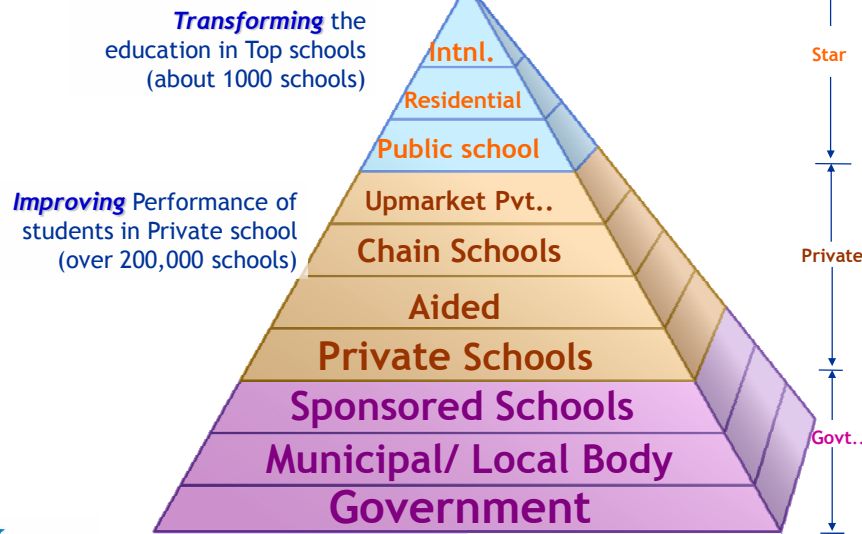 Transforming the
education in Top schools
(about 1000 schools)
Intnl.
Residential
Public school
Star
Improving Performance of
students in Private school
(over 200,000 schools)
Upmarket Pvt..
Chain Schools
Aided
Private Schools
Private
Sponsored Schools
Municipal/ Local Body
Government
Govt..